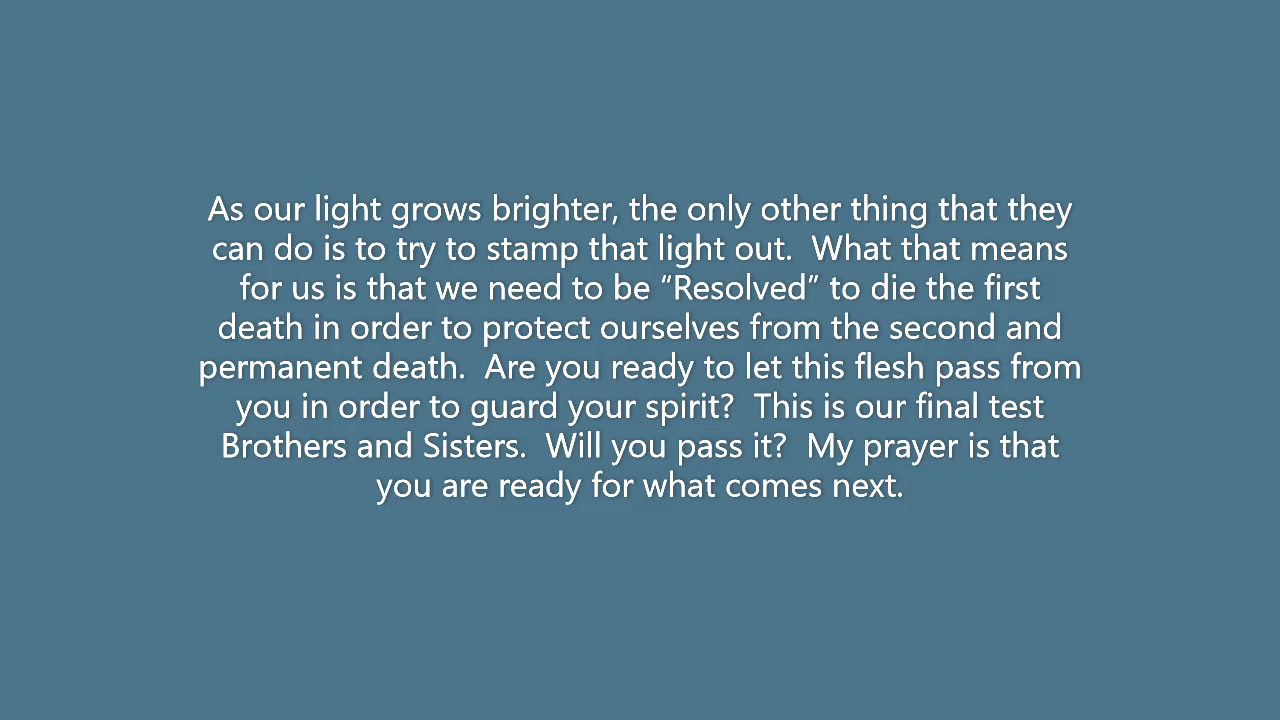 As our light grows brighter, the only other thing that they
can do is to try to stamp that light out.  What that means
for us is that we need to be “Resolved” to die the first
death in order to protect ourselves from the second and
permanent death.  Are you ready to let this flesh pass from
you in order to guard your spirit?  This is our final test
Brothers and Sisters.  Will you pass it?  My prayer is that
you are ready for what comes next.